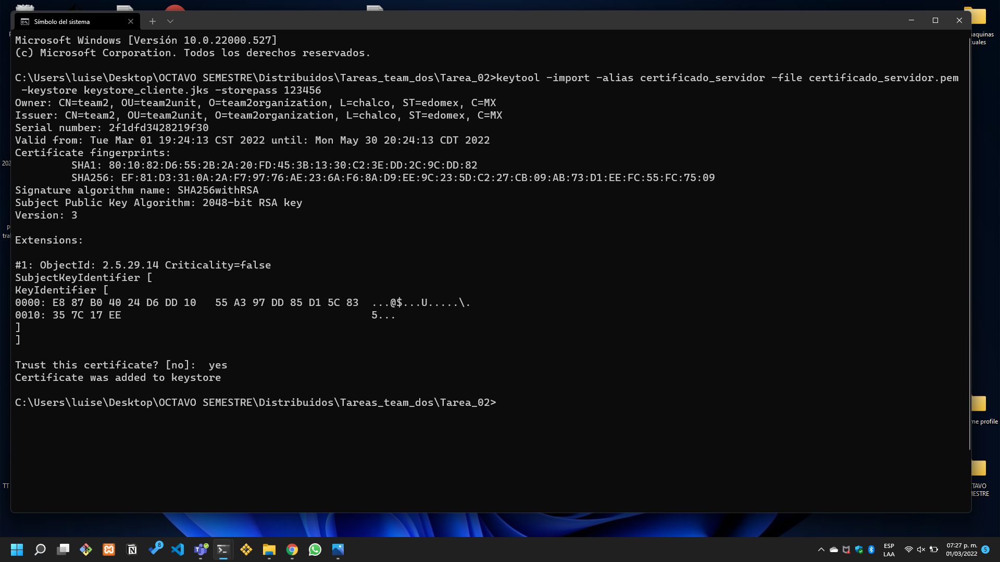 Símbolo del sistema
Microsoft Windows [Versión 10.0.22000.527]
(c) Microsoft Corporation. Todos los derechos reservados.
C:\Users\luise\Desktop\OCTAVO SEMESTRE\Distribuidos\Tareas_team_dos\Tarea_02>keytool -import -alias certificado_servidor -file certificado_servidor.pem
-keystore keystore_cliente.jks -storepass 123456
Owner: CN=team2, OU=team2unit, O=team2organization, L=chalco, ST=edomex, C=MX
Issuer: CN=team2, OU=team2unit, O=team2organization, L=chalco, ST=edomex, C=MX
Serial number: 2f1dfd3428219f30
Valid from: Tue Mar 01 19:24:13 CST 2022 until: Mon May 30 20:24:13 CDT 2022
Certificate fingerprints:
SHA1: 80:10:82:D6:55:2B:2A:20:FD:45:3B:13:30:C2:3E:DD:2C:9C:DD:82
SHA256: EF:81:D3:31:0A:2A:F7:97:76:AE:23:6A:F6:8A:D9:EE:9C:23:5D:C2:27:CB:09:AB:73:D1:EE:FC:55:FC:75:09
Signature algorithm name: SHA256withRSA
Subject Public Key Algorithm: 2048-bit RSA key
Version: 3
Extensions:
#1: ObjectId: 2.5.29.14 Criticality=false
SubjectKeyIdentifier [
KeyIdentifier [
0000: E8 87 B0 40 24 D6 DD 10   55 A3 97 DD 85 D1 5C 83  ...@$...U.....\.
0010: 35 7C 17 EE                                        5...
]
]
Trust this certificate? [no]:  yes
Certificate was added to keystore
C:\Users\luise\Desktop\OCTAVO SEMESTRE\Distribuidos\Tareas_team_dos\Tarea_02>
aquinas
uales
202
P
tra
me profile
TT
TAVO
ESTRE
8
ESP
LAA
07:27 p. m.
01/03/2022
5